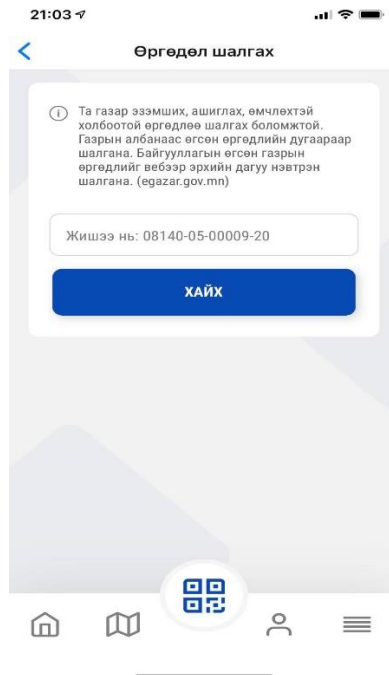 21:03
Өргөдөл шалгах
Та газар эзэмших, ашиглах, өмчлөхтэй
холбоотой өргөдлөө шалгах боломжтой.
Газрын албанаас өгсөн өргөдлийн дугаараар
шалгана. Байгууллагын өгсөн газрын
өргөдлийг вебээр эрхийн дагуу нэвтрэн
шалгана. (egazar.gov.mn)
Жишээ нь: 08140-05-00009-20
ХАЙХ